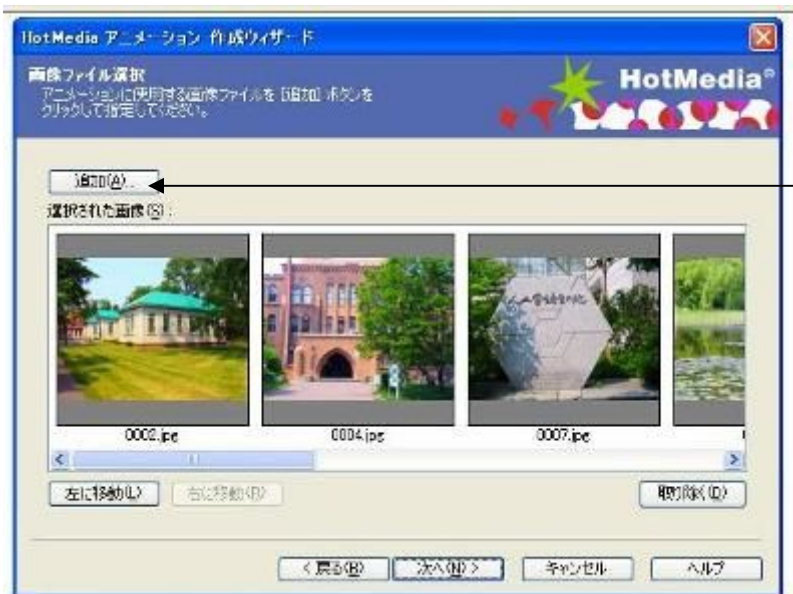 HotMedia アニメーション 作成ウィザード
画像ファイル選択
アニメーションに使用する画像ファイルを [追加] ボタンを
クリックして指定してください。
HotMedia®
追加(A)...
選択された画像(S):
0002.jpg
0004.jpg
0007.jpg
左に移動(L)
右に移動(R)
取り除く(D)
< 戻る(B)
次へ(N) >
キャンセル
ヘルプ